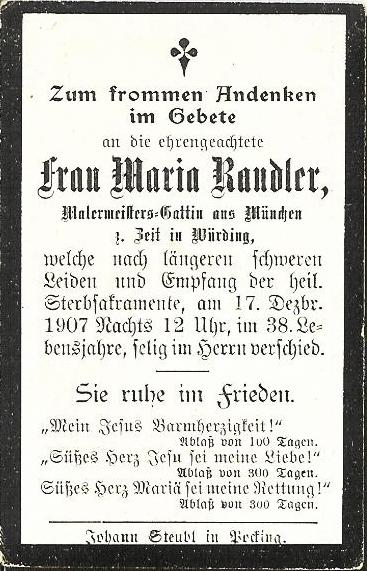 Zum frommen Andenken
im Gebete
an die ehrengeachtete
Frau Maria Randler,
Malermeisters-Gattin aus München
z. Zeit in Würding,
welche nach längeren schweren
Leiden und Empfang der heil.
Sterbsakramente, am 17. Dezbr.
1907 Nachts 12 Uhr, im 38. Le-
bensjahre, selig im Herrn verschied.
Sie ruhe im Frieden.
„Mein Jesus Barmherzigkeit!"
Ablaß von 100 Tagen.
„Süßes Herz Jesu sei meine Liebe!"
Ablaß von 300 Tagen.
Süßes Herz Mariä sei meine Rettung!"
Ablaß von 300 Tagen.
Johann Steubl in Pocking.